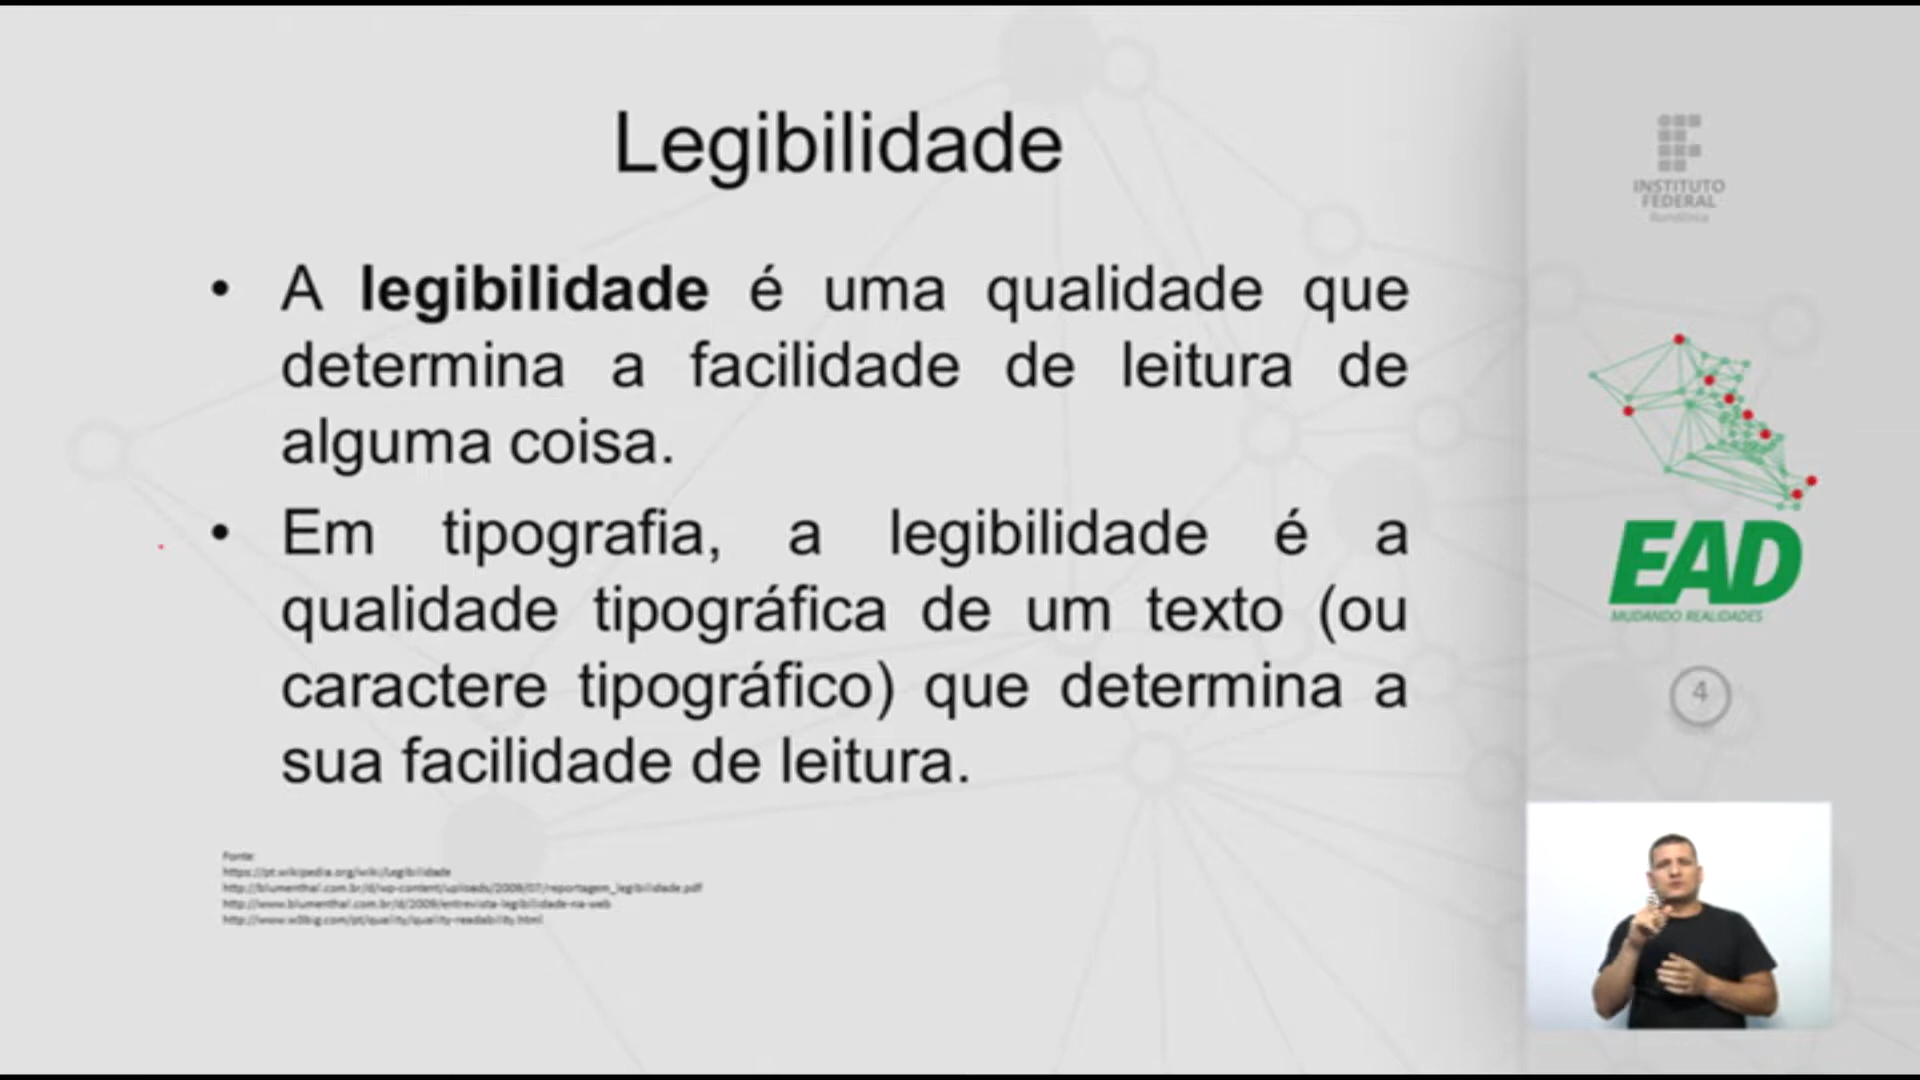 Legibilidade
• A legibilidade é uma qualidade que
determina a facilidade de leitura de
alguma coisa.
• Em tipografia, a legibilidade é a
qualidade tipográfica de um texto (ou
caractere tipográfico) que determina a
sua facilidade de leitura.
Fonte:
https://pt.wikipedia.org/wiki/Legibilidade
http://blumenthal.com.br/d/wp-content/uploads/2009/07/reportagem_legibilidade.pdf
http://www.blumenthal.com.br/d/2009/entrevista-legibilidade-na-web
http://www.w3big.com/pt/quality/quality-readability.html
INSTITUTO
FEDERAL
Rondônia
EAD
MUDANDO REALIDADES
4